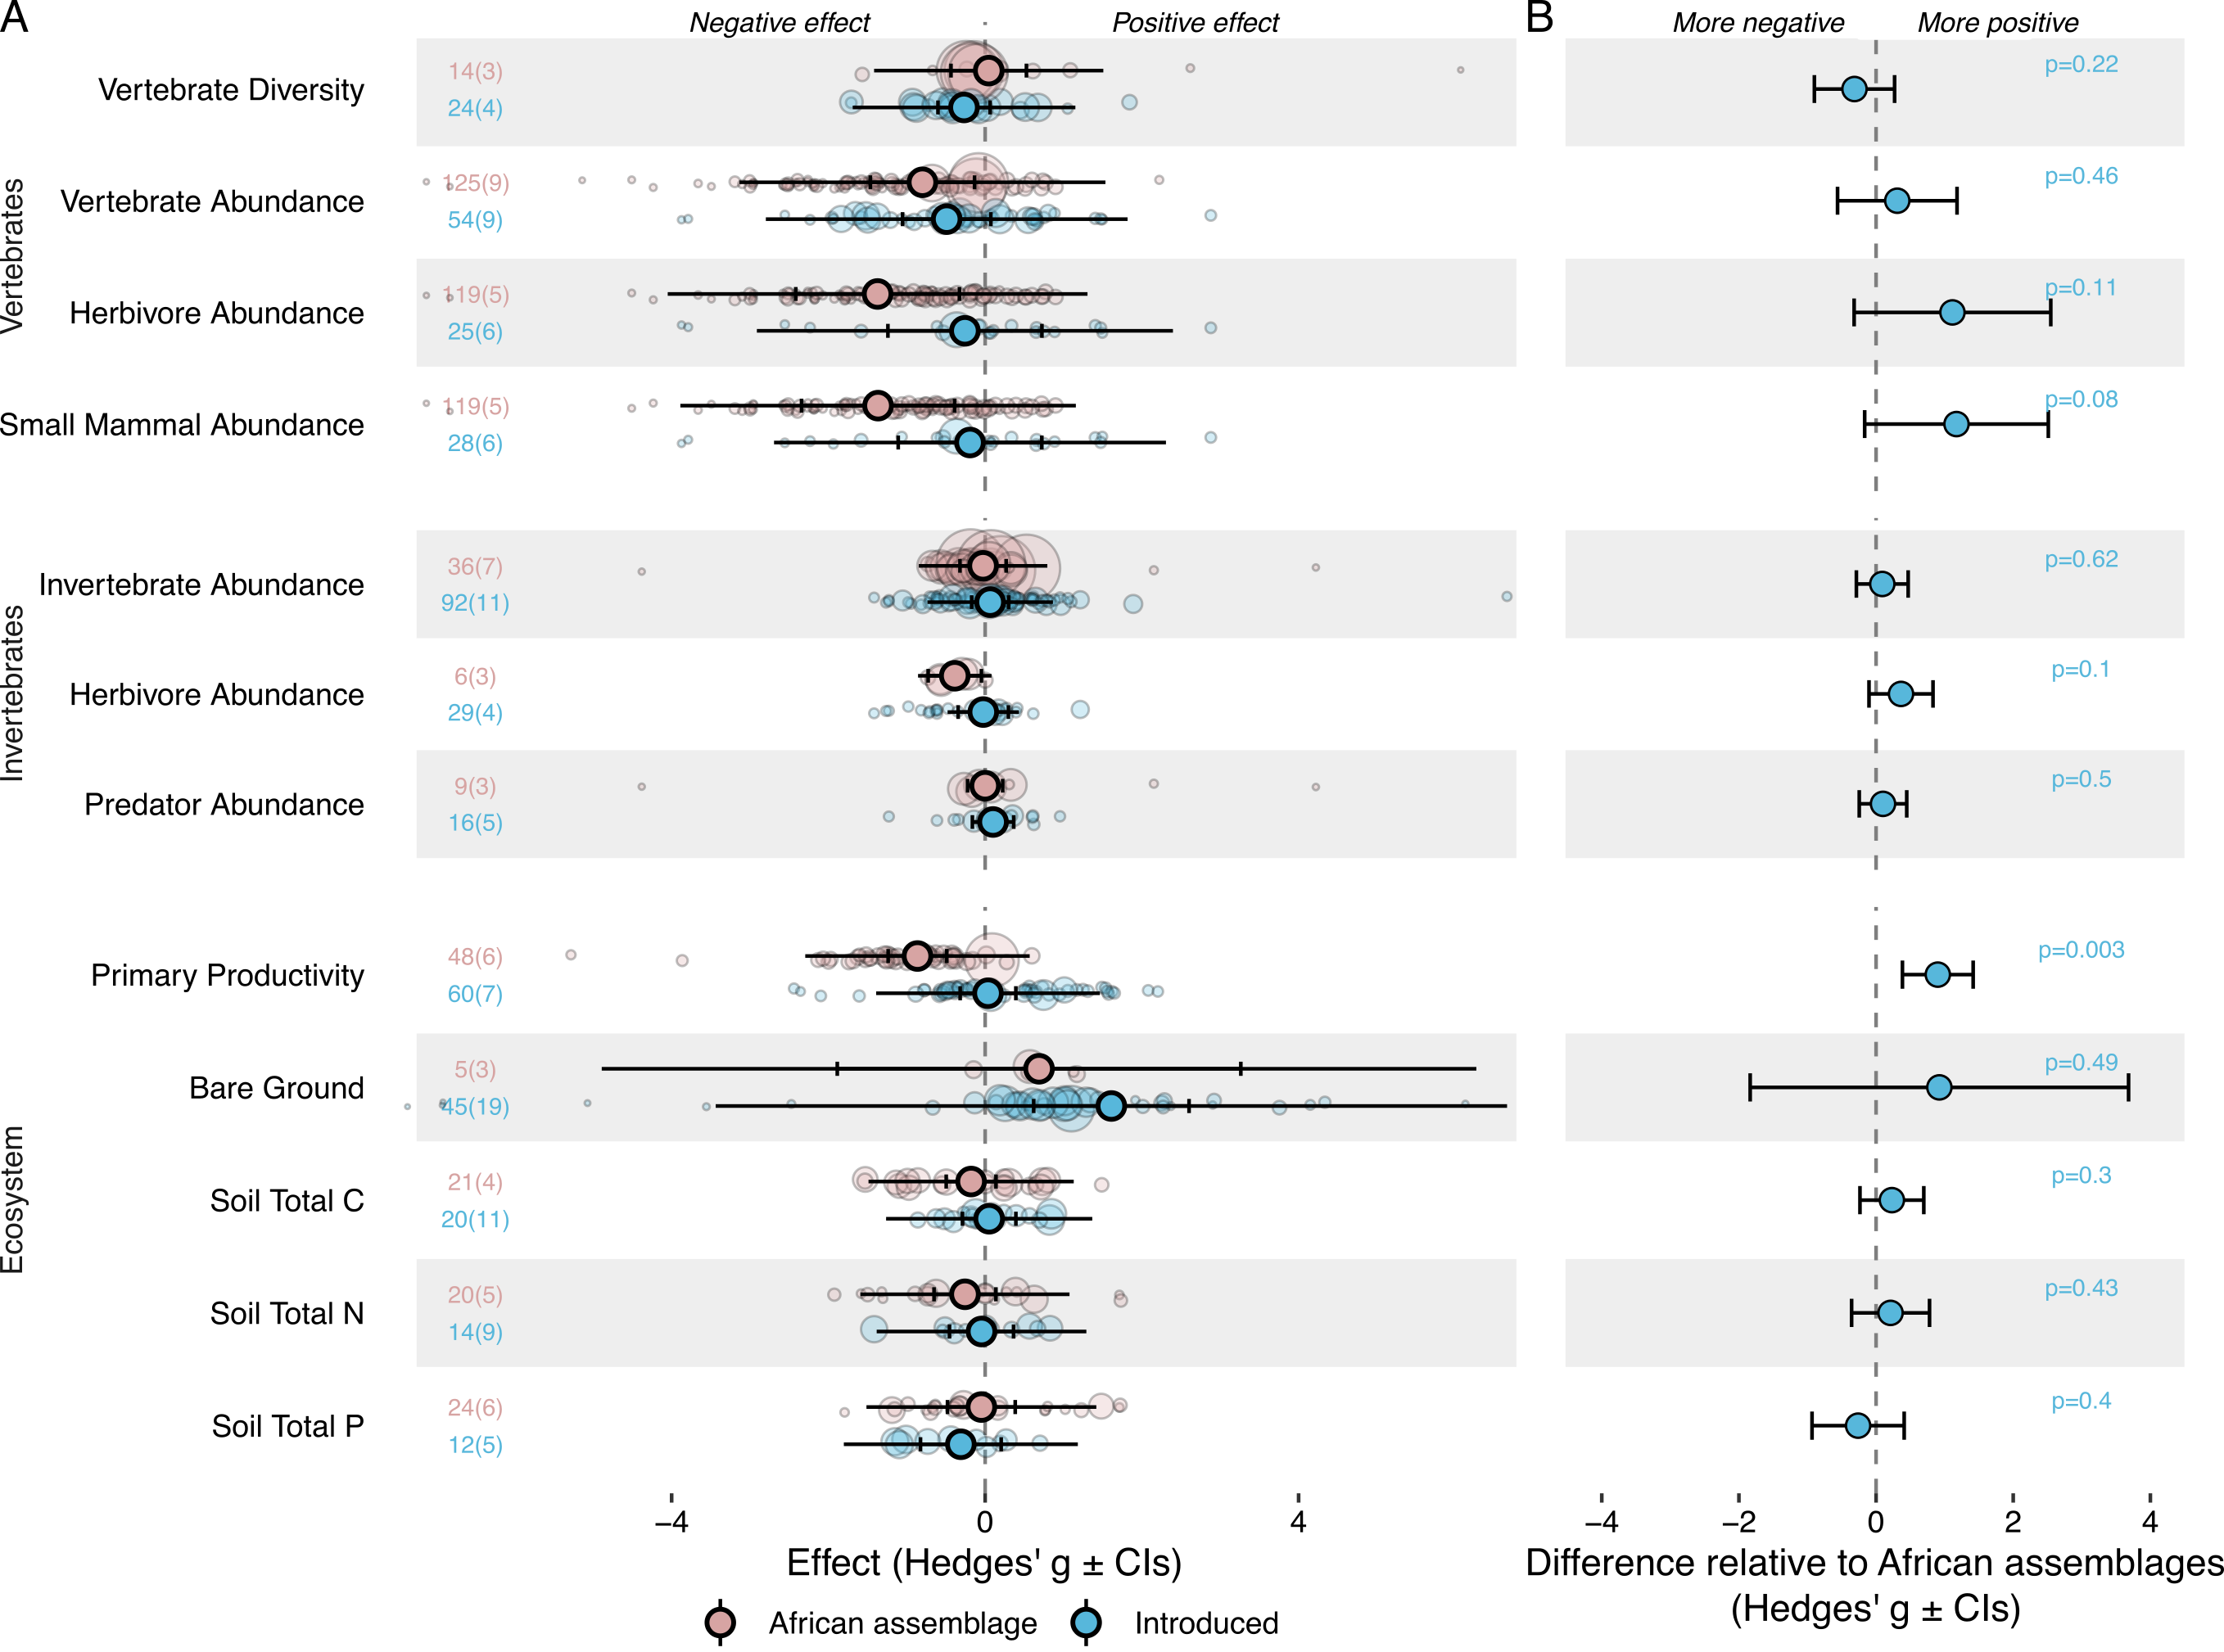 A
Negative effect
Positive effect
B
More negative
More positive
Vertebrates
Vertebrate Diversity
14(3)
24(4)
p=0.22
Vertebrate Abundance
125(9)
54(9)
p=0.46
Herbivore Abundance
119(5)
25(6)
p=0.11
Small Mammal Abundance
119(5)
28(6)
p=0.08
Invertebrates
Invertebrate Abundance
36(7)
92(11)
p=0.62
Herbivore Abundance
6(3)
29(4)
p=0.1
Predator Abundance
9(3)
16(5)
p=0.5
Ecosystem
Primary Productivity
48(6)
60(7)
p=0.003
Bare Ground
5(3)
45(19)
p=0.49
Soil Total C
21(4)
20(11)
p=0.3
Soil Total N
20(5)
14(9)
p=0.43
Soil Total P
24(6)
12(5)
p=0.4
−4 0 4
−4 −2 0 2 4
Effect (Hedges' g ± CIs)
Difference relative to African assemblages
(Hedges' g ± CIs)
African assemblage
Introduced